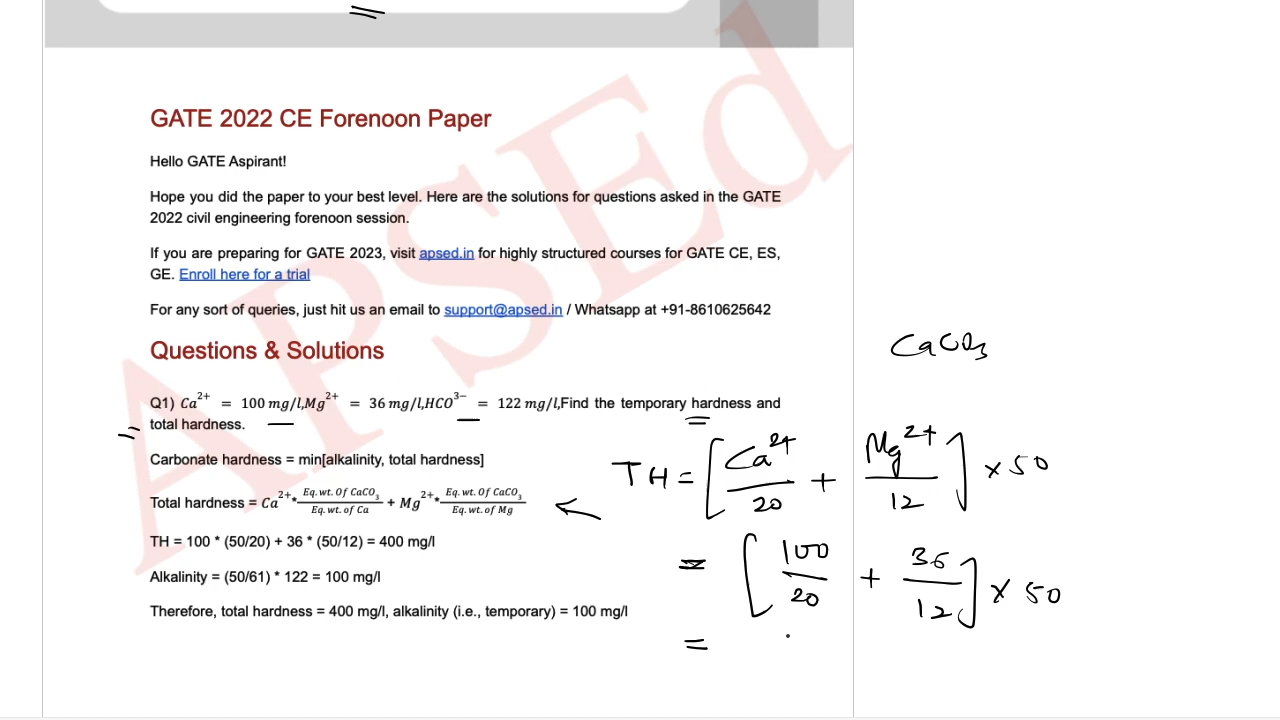 GATE 2022 CE Forenoon Paper
Hello GATE Aspirant!
Hope you did the paper to your best level. Here are the solutions for questions asked in the GATE
2022 civil engineering forenoon session.
If you are preparing for GATE 2023, visit apsed.in for highly structured courses for GATE CE, ES,
GE. Enroll here for a trial
For any sort of queries, just hit us an email to support@apsed.in / Whatsapp at +91-8610625642
Questions & Solutions
CaCO3
Q1) Ca²⁺ = 100 mg/l,Mg²⁺ = 36 mg/l,HCO³⁻ = 122 mg/l,Find the temporary hardness and
total hardness.
Carbonate hardness = min[alkalinity, total hardness]
Total hardness = Ca²⁺* Eq. wt. Of CaCO₃ / Eq. wt. of Ca + Mg²⁺* Eq. wt. Of CaCO₃ / Eq. wt. of Mg
TH = 100 * (50/20) + 36 * (50/12) = 400 mg/l
Alkalinity = (50/61) * 122 = 100 mg/l
Therefore, total hardness = 400 mg/l, alkalinity (i.e., temporary) = 100 mg/l
TH = [Ca²⁺/20 + Mg²⁺/12] × 50
= [100/20 + 36/12] × 50
=
APSEd